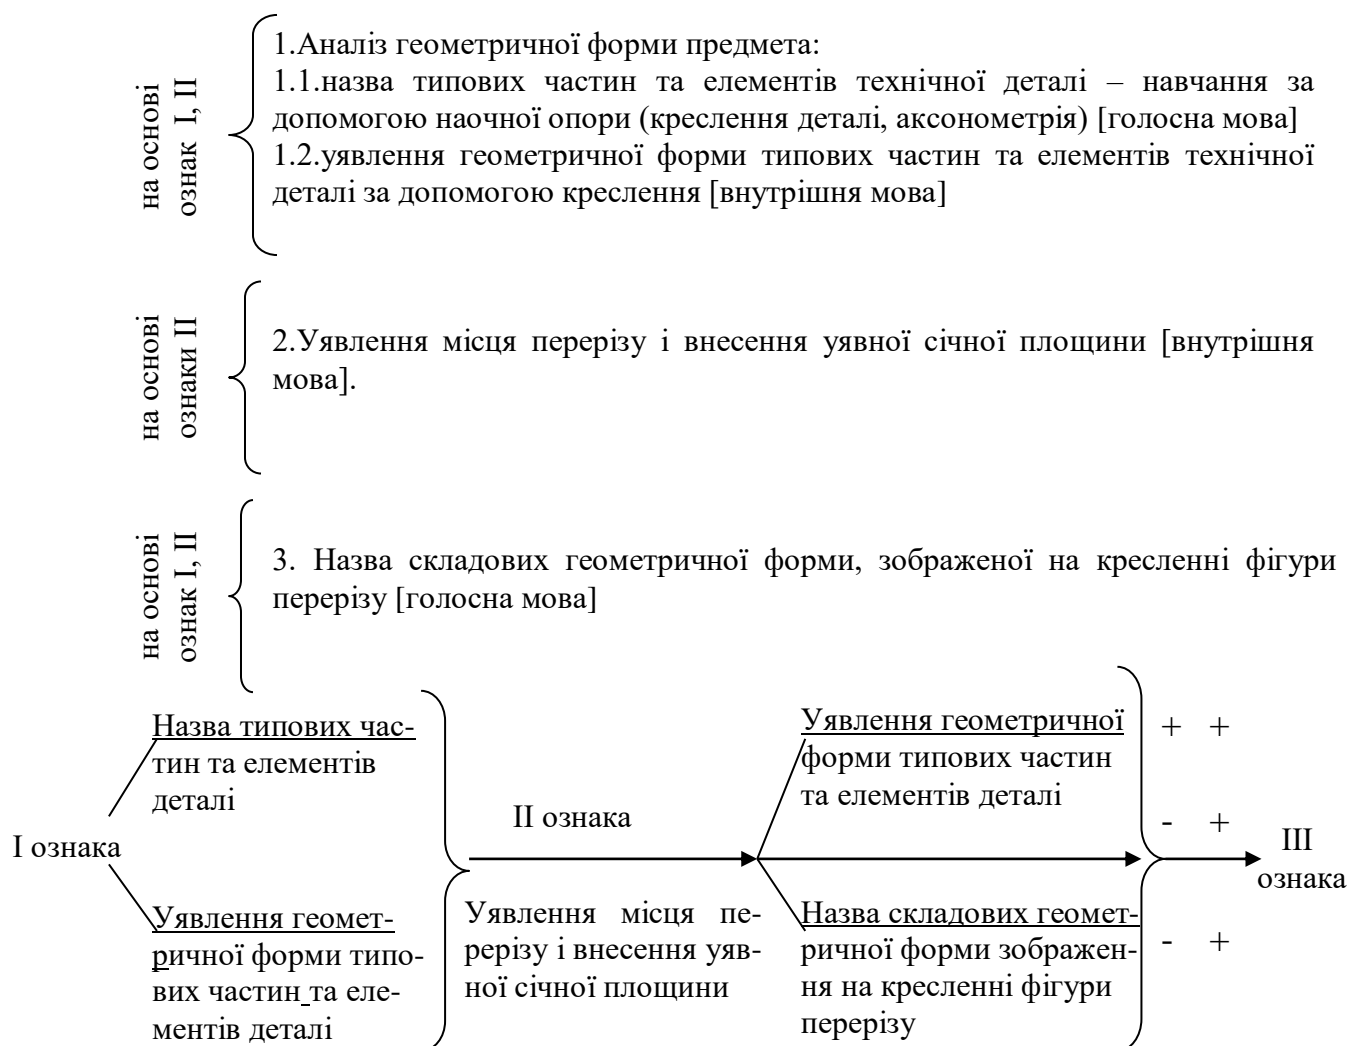 на основі
ознак I, II
1.Аналіз геометричної форми предмета:
1.1.назва типових частин та елементів технічної деталі – навчання за
допомогою наочної опори (креслення деталі, аксонометрія) [голосна мова]
1.2.уявлення геометричної форми типових частин та елементів технічної
деталі за допомогою креслення [внутрішня мова]
на основі
ознаки II
2.Уявлення місця перерізу і внесення уявної січної площини [внутрішня
мова].
на основі
ознак I, II
3. Назва складових геометричної форми, зображеної на кресленні фігури
перерізу [голосна мова]
I ознака
Назва типових час-
тин та елементів
деталі
Уявлення геомет-
ричної форми типо-
вих частин та еле-
ментів деталі
II ознака
Уявлення місця пе-
рерізу і внесення уяв-
ної січної площини
Уявлення геометричної
форми типових частин
та елементів деталі
Назва складових геомет-
ричної форми зображен-
ня на кресленні фігури
перерізу
+ +
- +
- +
III
ознака